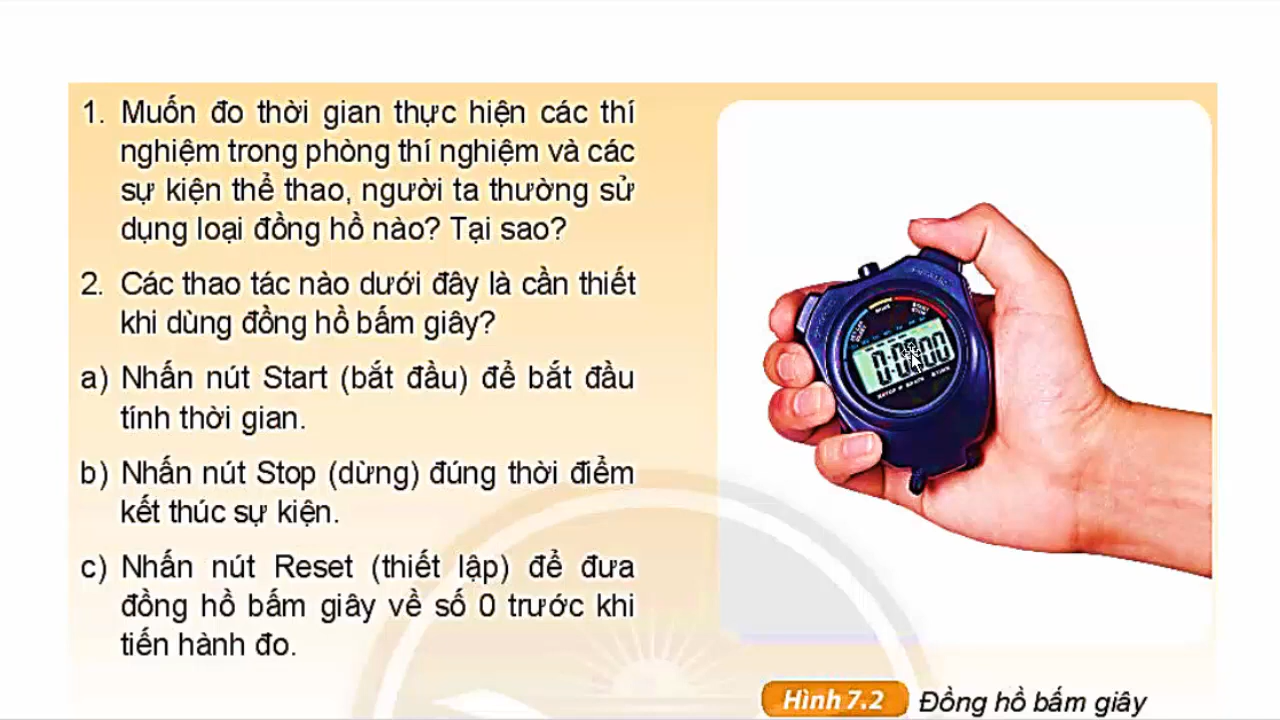 1. Muốn đo thời gian thực hiện các thí
nghiệm trong phòng thí nghiệm và các
sự kiện thể thao, người ta thường sử
dụng loại đồng hồ nào? Tại sao?
2. Các thao tác nào dưới đây là cần thiết
khi dùng đồng hồ bấm giây?
a) Nhấn nút Start (bắt đầu) để bắt đầu
tính thời gian.
b) Nhấn nút Stop (dừng) đúng thời điểm
kết thúc sự kiện.
c) Nhấn nút Reset (thiết lập) để đưa
đồng hồ bấm giây về số 0 trước khi
tiến hành đo.
Hình 7.2 Đồng hồ bấm giây